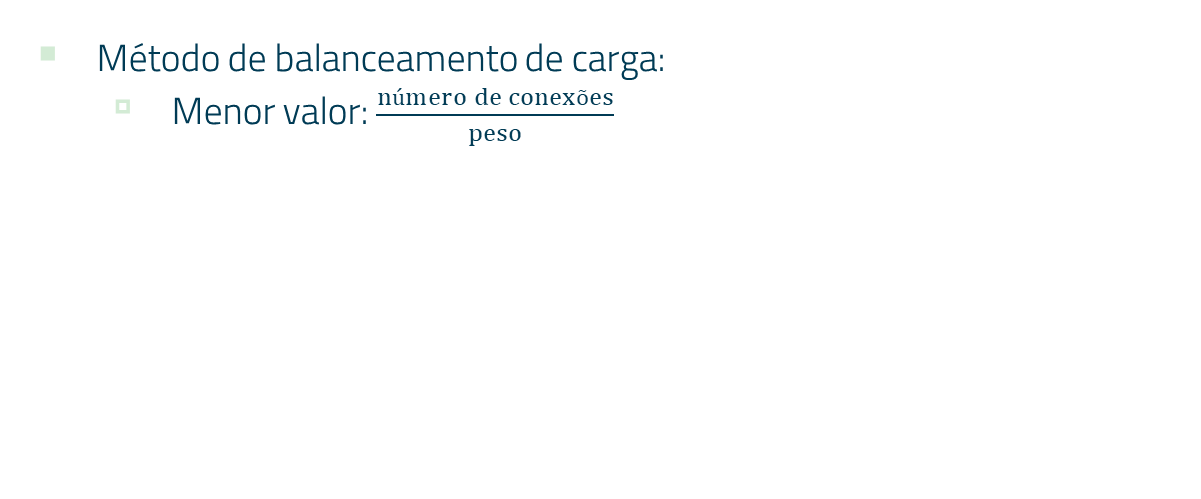 Método de balanceamento de carga:
Menor valor: número de conexões
peso